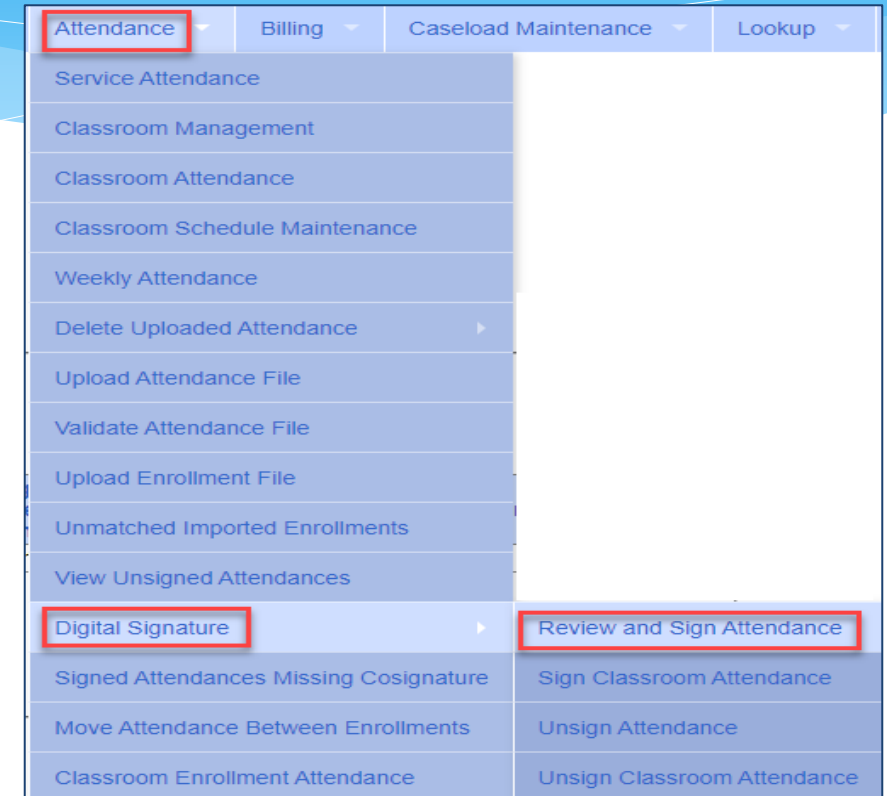 Attendance Billing Caseload Maintenance Lookup
Service Attendance
Classroom Management
Classroom Attendance
Classroom Schedule Maintenance
Weekly Attendance
Delete Uploaded Attendance
Upload Attendance File
Validate Attendance File
Upload Enrollment File
Unmatched Imported Enrollments
View Unsigned Attendances
Digital Signature Review and Sign Attendance
Signed Attendances Missing Cosignature Sign Classroom Attendance
Move Attendance Between Enrollments Unsign Attendance
Classroom Enrollment Attendance Unsign Classroom Attendance